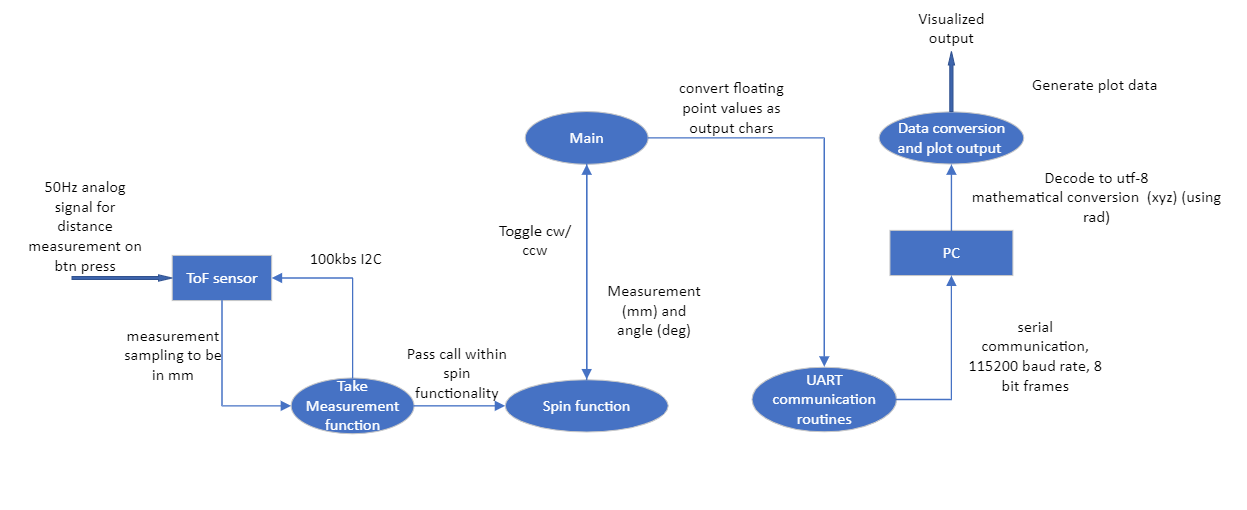 50Hz analog
signal for
distance
measurement on
btn press
ToF sensor
100kbs I2C
measurement
sampling to be
in mm
Take
Measurement
function
Pass call within
spin
functionality
Spin function
Toggle cw/
ccw
Measurement
(mm) and
angle (deg)
Main
convert floating
point values as
output chars
UART
communication
routines
serial
communication,
115200 baud rate, 8
bit frames
PC
Decode to utf-8
mathematical conversion (xyz) (using
rad)
Data conversion
and plot output
Generate plot data
Visualized
output